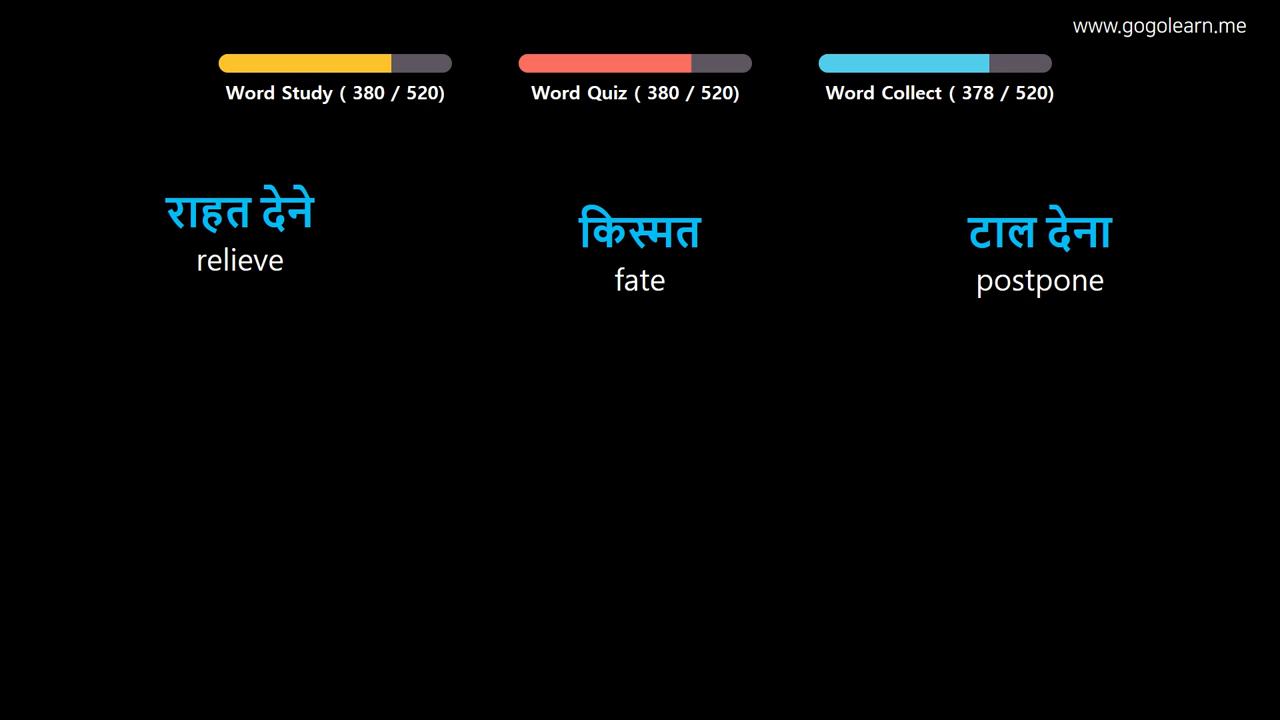 www.gogolearn.me
Word Study ( 380 / 520)
Word Quiz ( 380 / 520)
Word Collect ( 378 / 520)
राहत देने
relieve
किस्मत
fate
टाल देना
postpone